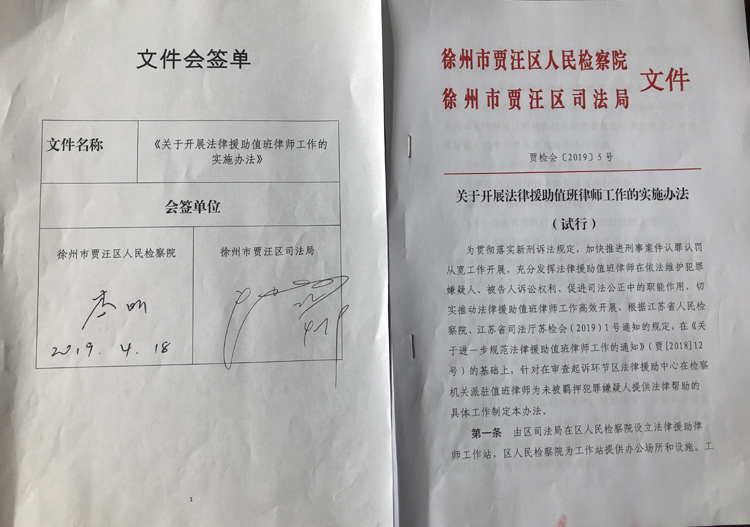 文件会签单
文件名称
《关于开展法律援助值班律师工作的
实施办法》
会签单位
徐州市贾汪区人民检察院
徐州市贾汪区司法局
2019.4.18
1
徐州市贾汪区人民检察院
徐州市贾汪区司法局
文件
贾检会〔2019〕5号
关于开展法律援助值班律师工作的实施办法
（试行）
为贯彻落实新刑诉法规定，加快推进刑事案件认罪认罚
从宽工作开展，充分发挥法律援助值班律师在依法维护犯罪
嫌疑人、被告人诉讼权利、促进司法公正中的职能作用，切
实推动法律援助值班律师工作高效开展，根据江苏省人民检
察院、江苏省司法厅苏检会(2019)1号通知的规定，在《关
于进一步规范法律援助值班律师工作的通知》(贾[2018]12
号)的基础上，针对在审查起诉环节区法律援助中心在检察
机关派驻值班律师为未被羁押犯罪嫌疑人提供法律帮助的
具体工作制定本办法。
第一条 由区司法局在区人民检察院设立法律援助律
师工作站，区人民检察院为工作站提供办公场所和设施。工